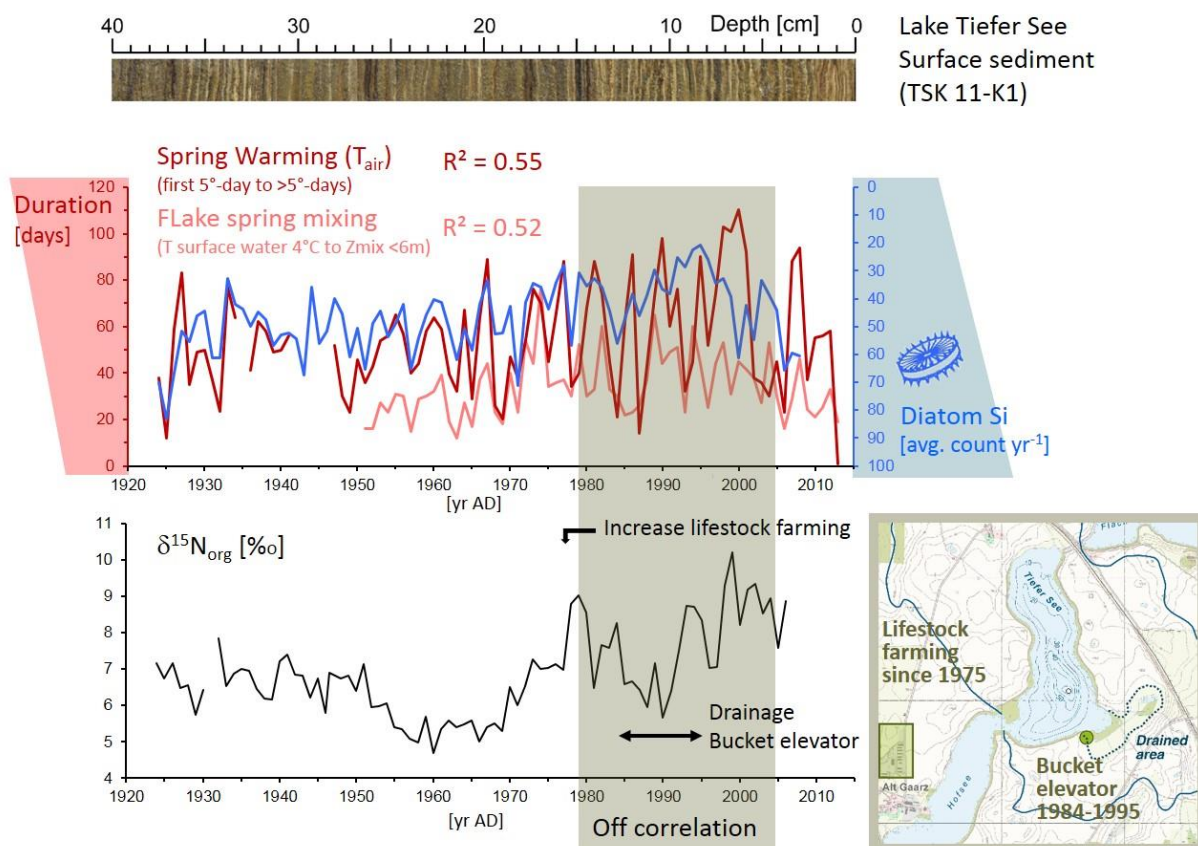 40 30 20 10 Depth [cm] 0
Lake Tiefer See
Surface sediment
(TSK 11-K1)
Spring Warming (Tair) R² = 0.55
(first 5°-day to >5°-days)
FLake spring mixing R² = 0.52
(T surface water 4°C to Zmix <6m)
Duration
[days]
120
100
80
60
40
20
0
0
10
20
30
40
50
60
70
80
90
100
Diatom Si
[avg. count yr-1]
1920 1930 1940 1950 1960 1970 1980 1990 2000 2010
[yr AD]
δ15Norg [‰]
11
10
9
8
7
6
5
4
Increase lifestock farming
Drainage
Bucket elevator
1920 1930 1940 1950 1960 1970 1980 1990 2000 2010
[yr AD]
Off correlation
Tiefer See
Lifestock
farming
since 1975
Drained
area
Bucket
elevator
1984-1995
Alt Gaarz
Hofsee